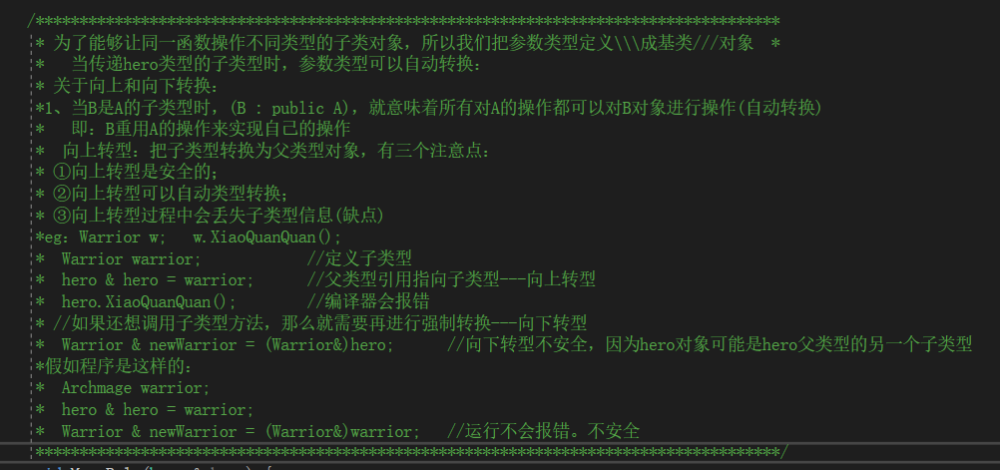 /************************************************************************************
* 为了能够让同一函数操作不同类型的子类对象，所以我们把参数类型定义\\\成基类///对象  *
*   当传递hero类型的子类型时，参数类型可以自动转换：
* 关于向上和向下转换：
*1、当B是A的子类型时，(B : public A)，就意味着所有对A的操作都可以对B对象进行操作(自动转换)
*   即：B重用A的操作来实现自己的操作
*  向上转型：把子类型转换为父类型对象，有三个注意点：
* ①向上转型是安全的；
* ②向上转型可以自动类型转换；
* ③向上转型过程中会丢失子类型信息(缺点)
*eg：Warrior w;   w.XiaoQuanQuan();
*  Warrior warrior;            //定义子类型
*  hero & hero = warrior;      //父类型引用指向子类型---向上转型
*  hero.XiaoQuanQuan();        //编译器会报错
* //如果还想调用子类型方法，那么就需要再进行强制转换---向下转型
*  Warrior & newWarrior = (Warrior&)hero;      //向下转型不安全，因为hero对象可能是hero父类型的另一个子类型
*假如程序是这样的：
*  Archmage warrior;
*  hero & hero = warrior;
*  Warrior & newWarrior = (Warrior&)warrior;   //运行不会报错。不安全
************************************************************************************/